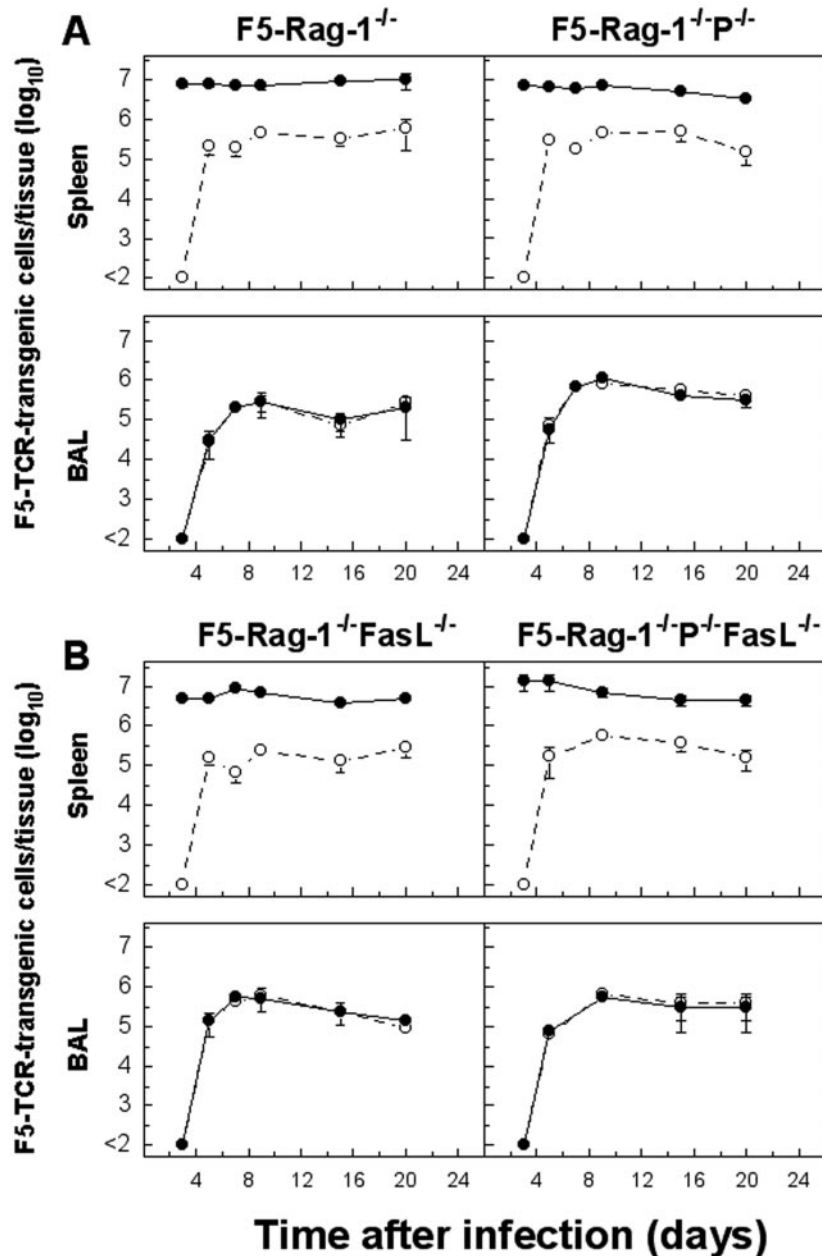 A
F5-Rag-1-/-
F5-Rag-1-/-P-/-
F5-TCR-transgenic cells/tissue (log10)
Spleen
7
6
5
4
3
<2
BAL
7
6
5
4
3
<2
4 8 12 16 20 24 4 8 12 16 20 24
B
F5-Rag-1-/-FasL-/-
F5-Rag-1-/-P-/-FasL-/-
F5-TCR-transgenic cells/tissue (log10)
Spleen
7
6
5
4
3
<2
BAL
7
6
5
4
3
<2
4 8 12 16 20 24 4 8 12 16 20 24
Time after infection (days)